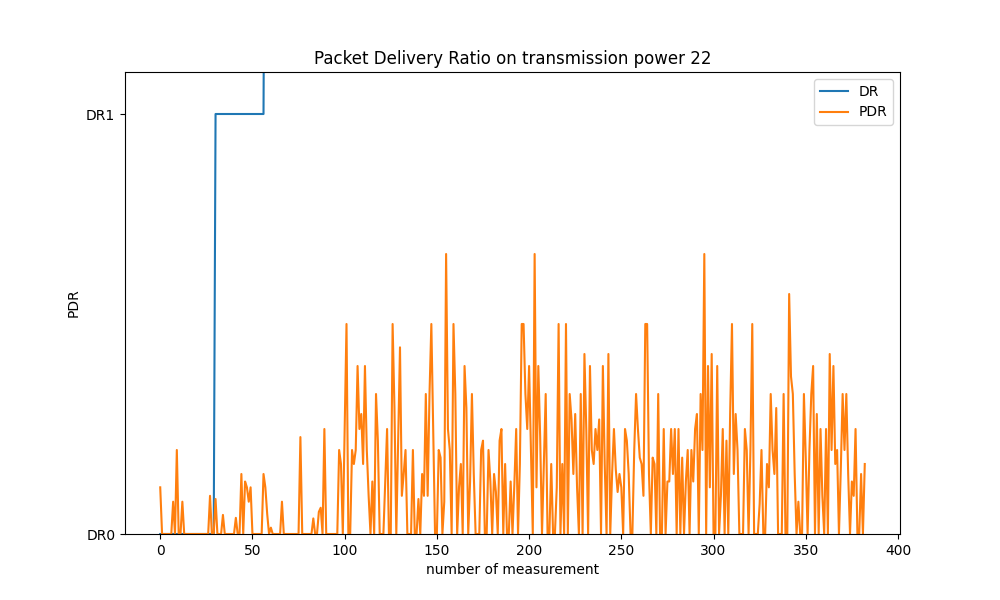 Packet Delivery Ratio on transmission power 22
DR
PDR
DR1
PDR
DR0
0 50 100 150 200 250 300 350 400
number of measurement